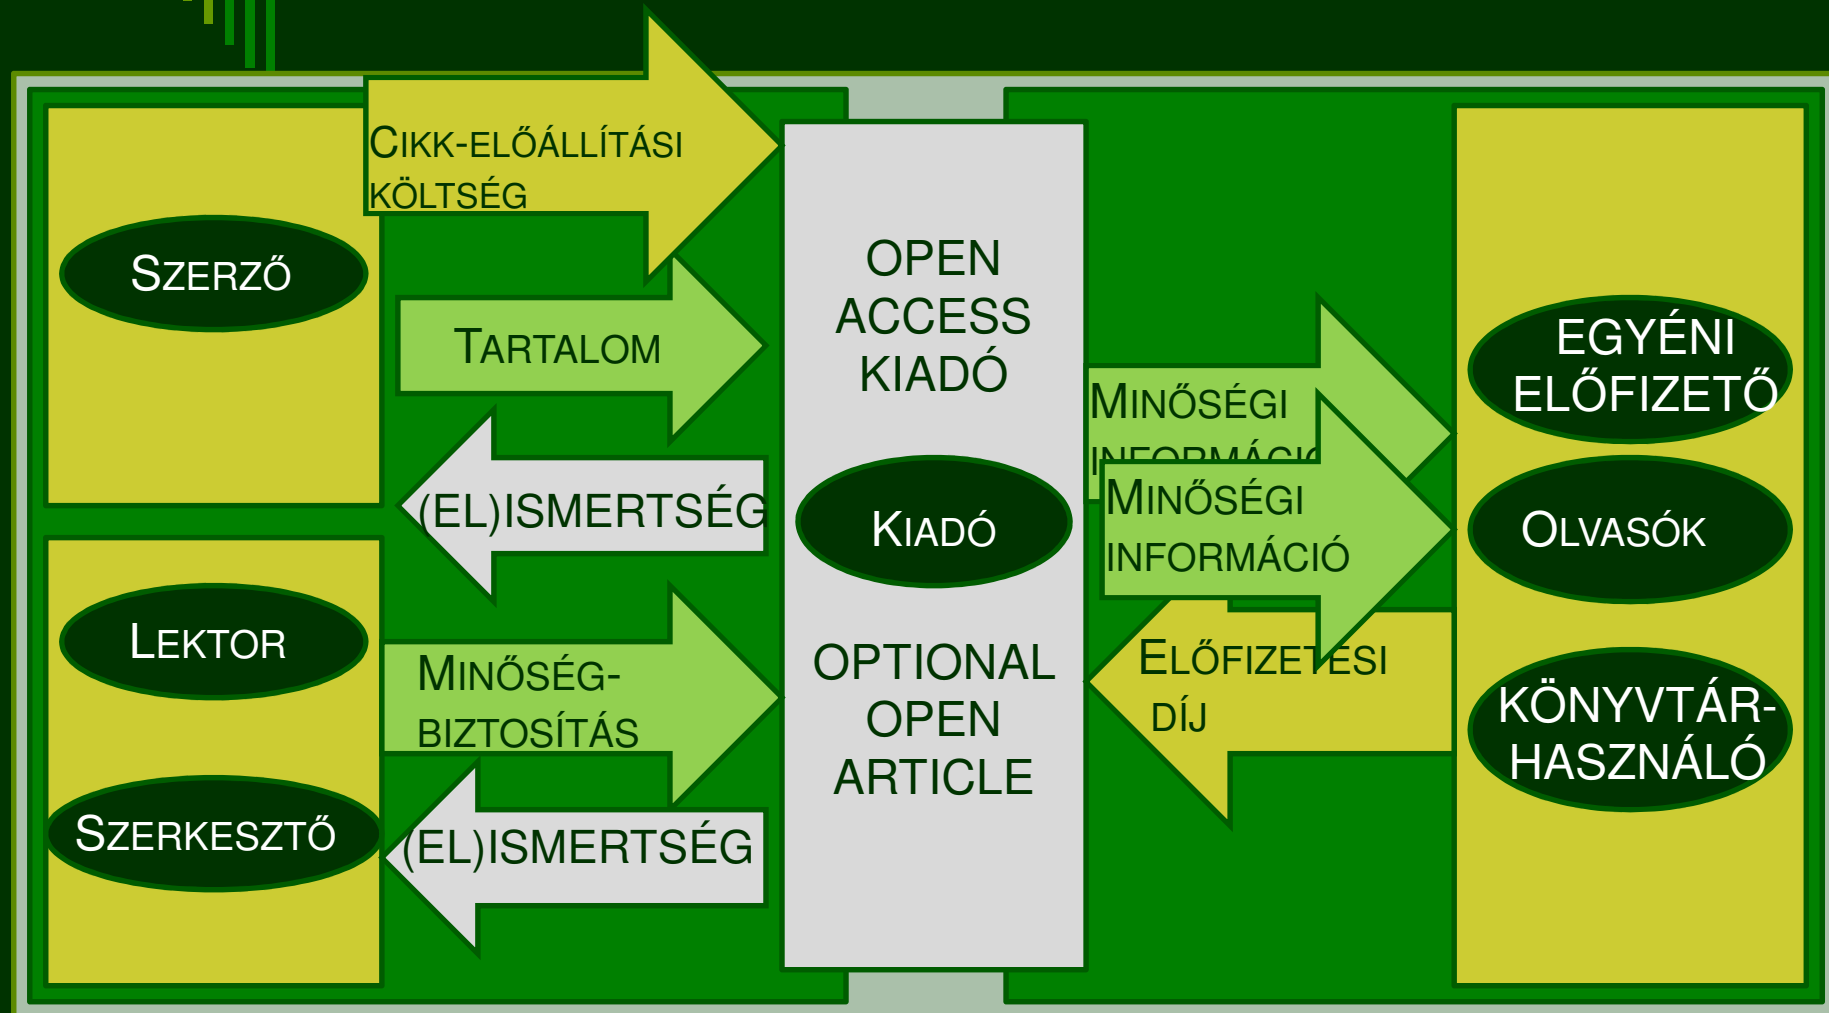 CIKK-ELŐÁLLÍTÁSI
KÖLTSÉG
SZERZŐ
TARTALOM
(EL)ISMERTSÉG
LEKTOR
MINŐSÉG-
BIZTOSÍTÁS
SZERKESZTŐ
(EL)ISMERTSÉG
OPEN
ACCESS
KIADÓ
KIADÓ
OPTIONAL
OPEN
ARTICLE
MINŐSÉGI
INFORMÁCIÓ
MINŐSÉGI
INFORMÁCIÓ
ELŐFIZETÉSI
DÍJ
EGYÉNI
ELŐFIZETŐ
OLVASÓK
KÖNYVTÁR-
HASZNÁLÓ